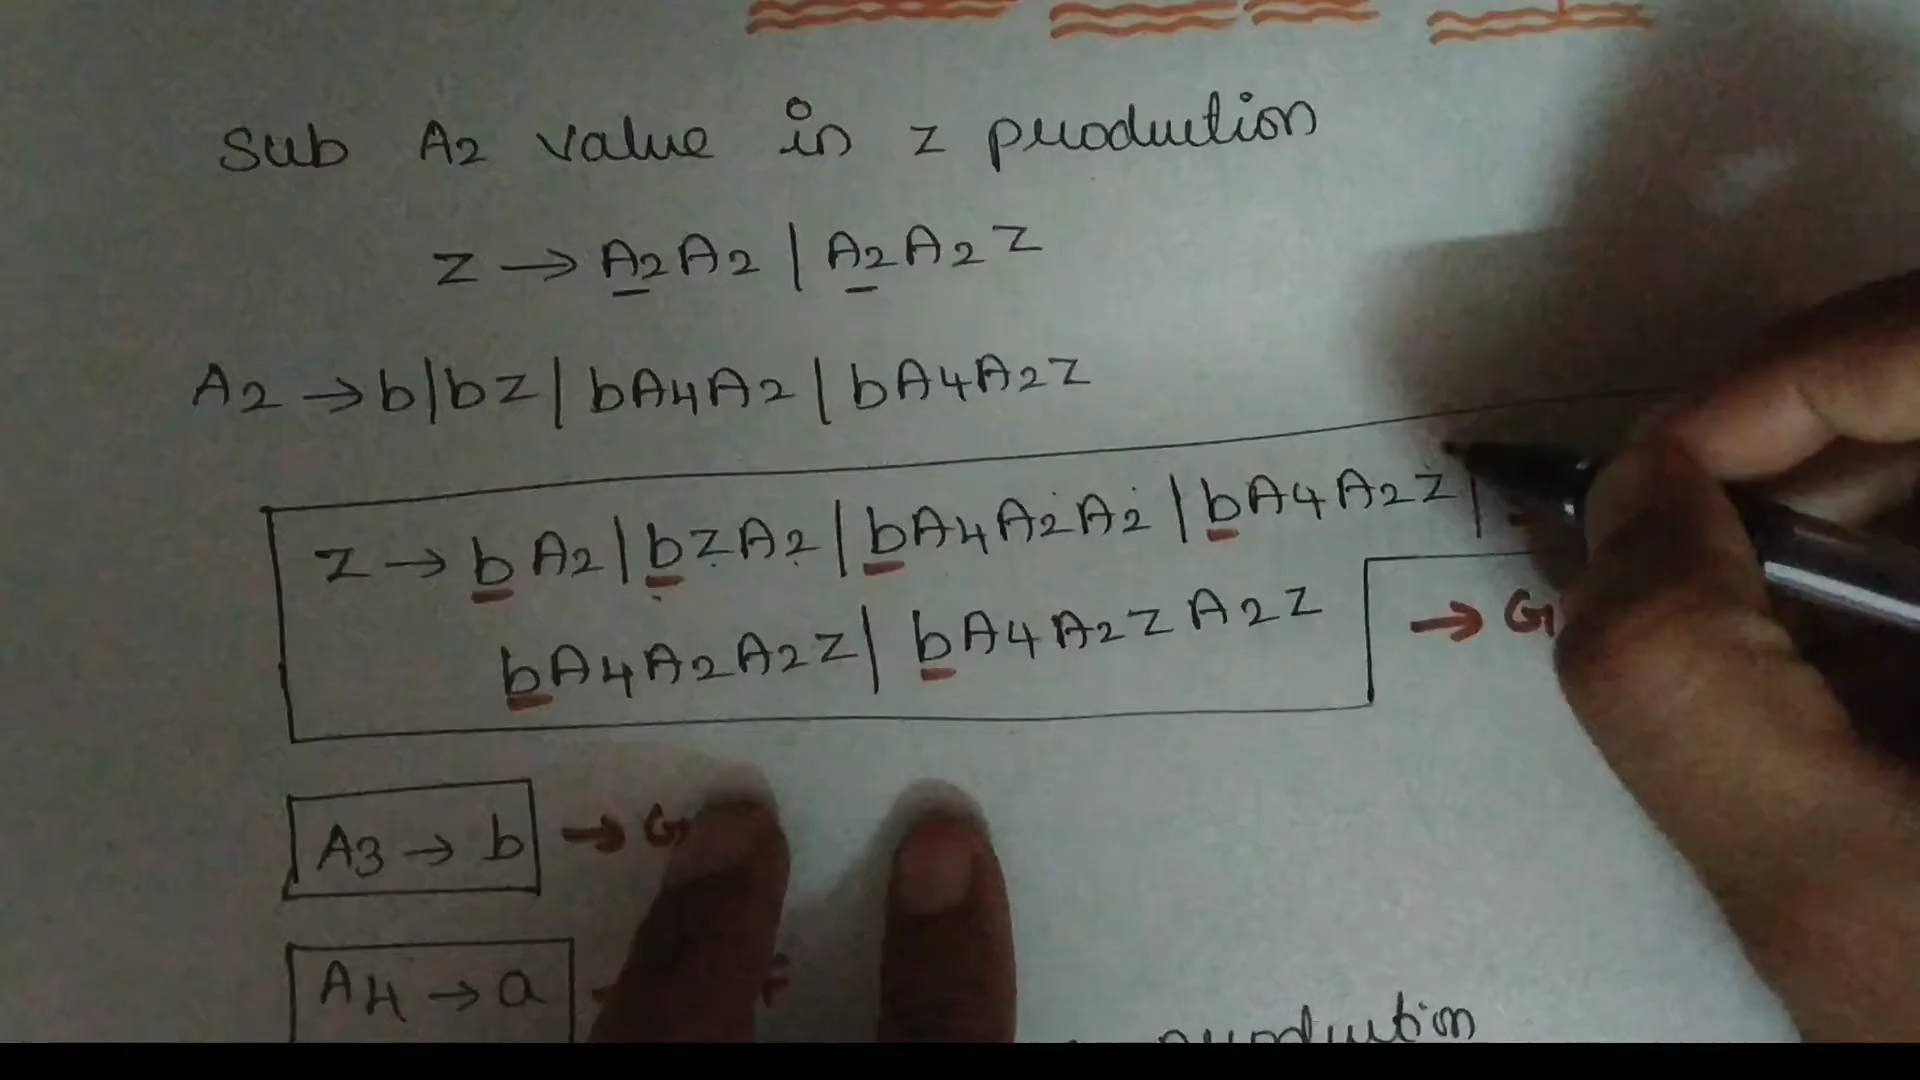 Sub A2 value in z production
z → A2A2 | A2A2z
A2 → b|bz| bA4A2 | bA4A2z
z → bA2|bzA2|bA4A2A2|bA4A2z|
bA4A2A2z| bA4A2zA2z
→ G
A3 → b → G
A4 → a → F
production